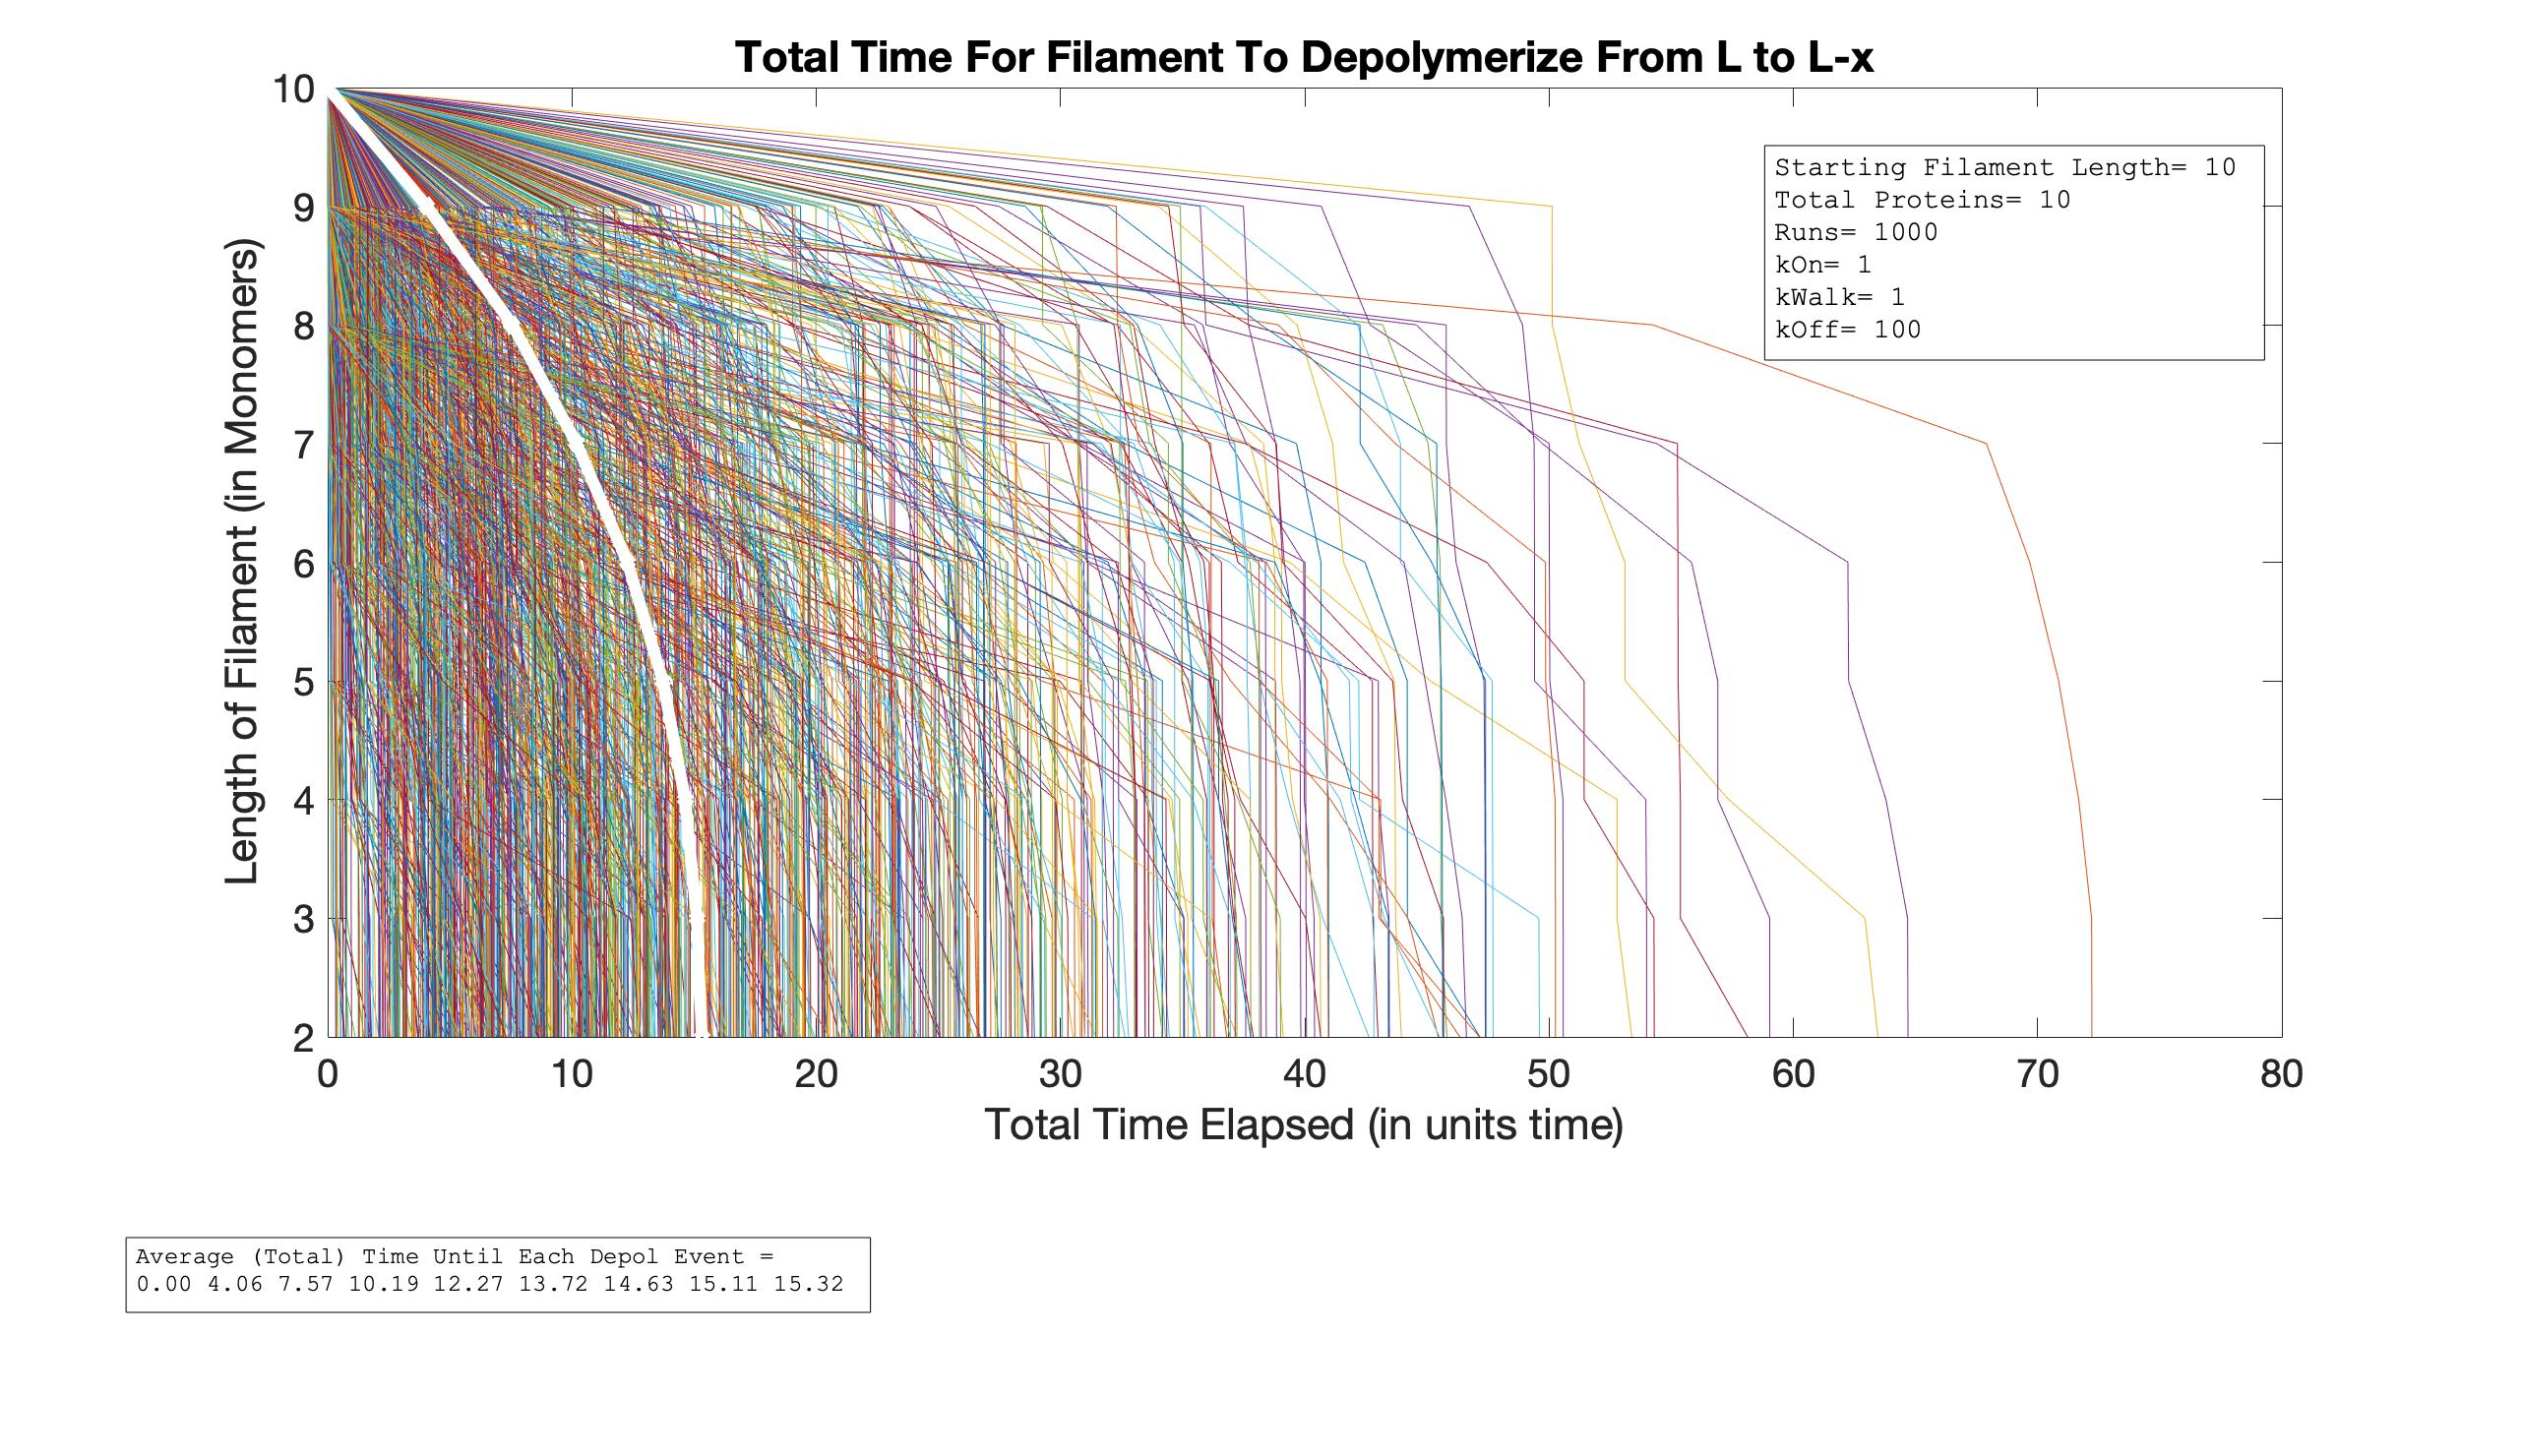 Total Time For Filament To Depolymerize From L to L-x
10
9
8
7
6
5
4
3
2
Length of Filament (in Monomers)
Starting Filament Length= 10
Total Proteins= 10
Runs= 1000
kOn= 1
kWalk= 1
kOff= 100
0 10 20 30 40 50 60 70 80
Total Time Elapsed (in units time)
Average (Total) Time Until Each Depol Event =
0.00 4.06 7.57 10.19 12.27 13.72 14.63 15.11 15.32